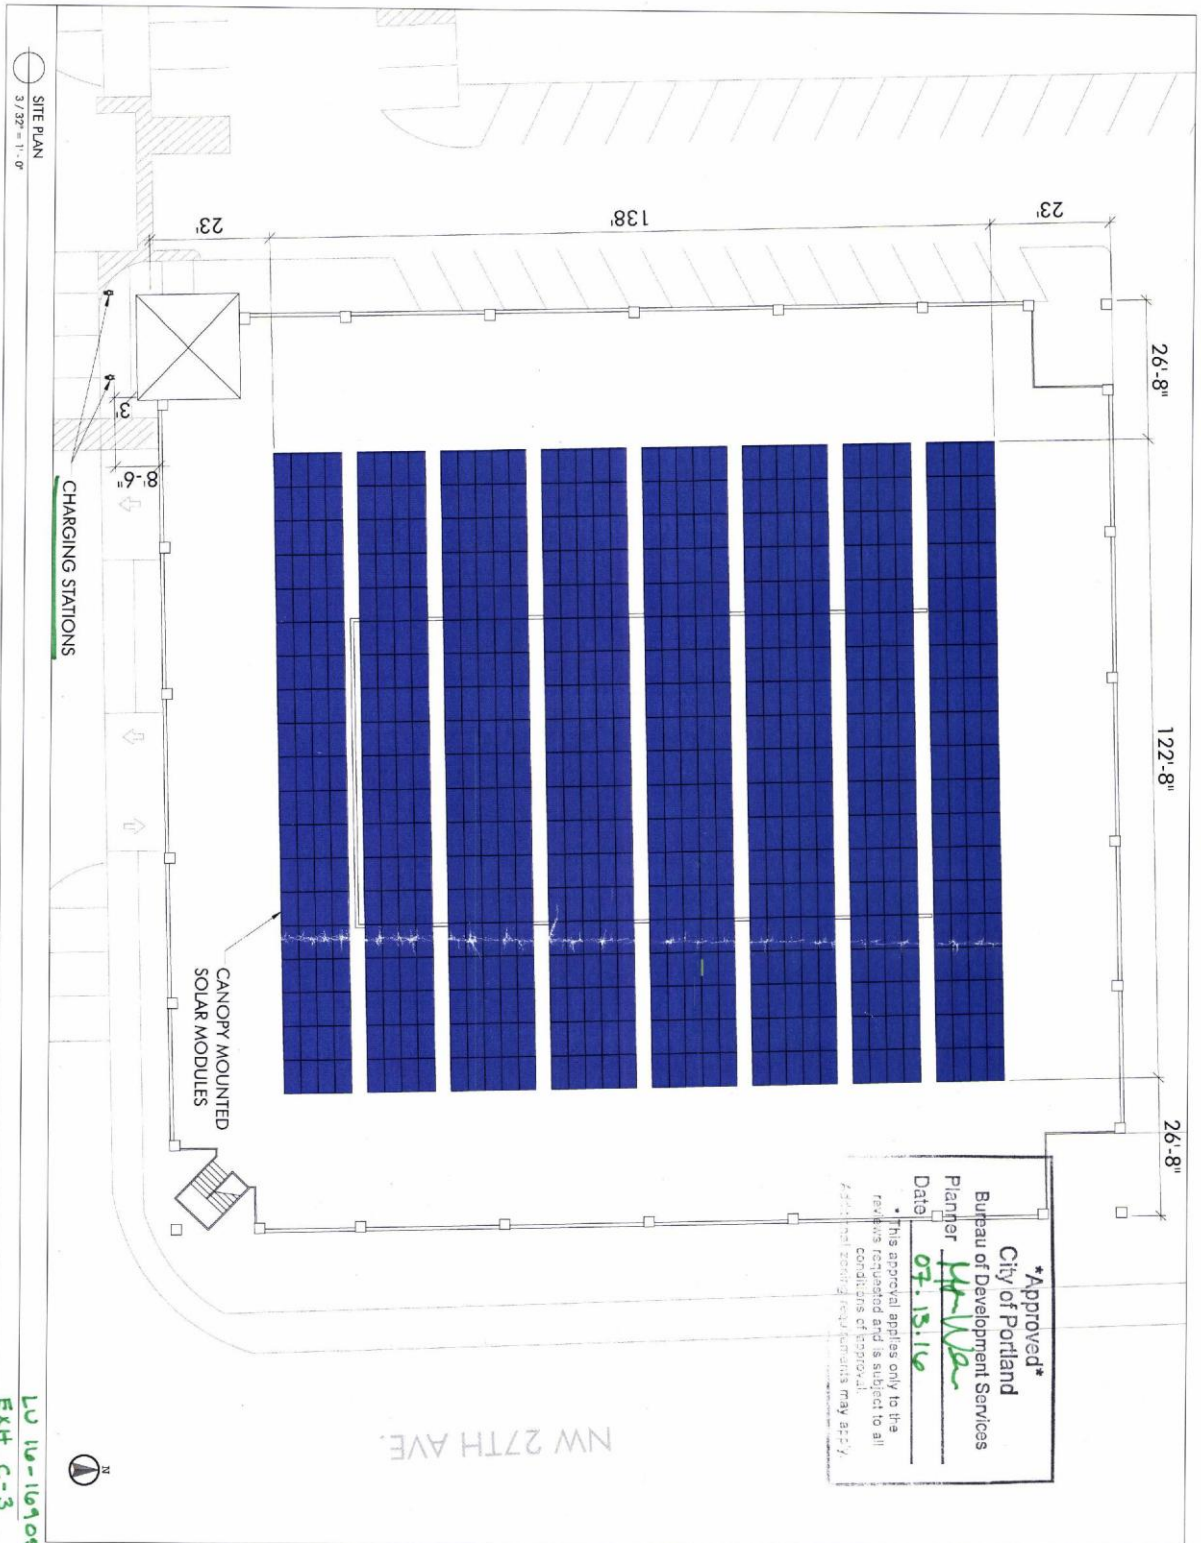 SITE PLAN
3/32" = 1'-0"
23'
138'
23'
26'-8"
122'-8"
26'-8"
3'
8'-6"
CHARGING STATIONS
CANOPY MOUNTED
SOLAR MODULES
*Approved*
City of Portland
Bureau of Development Services
Planner
Date 07.13.16
* This approval applies only to the
reviews requested and is subject to all
conditions of approval.
Additional zoning requirements may apply.
NW 27TH AVE.
N
LU 16-16909
EXH C-3